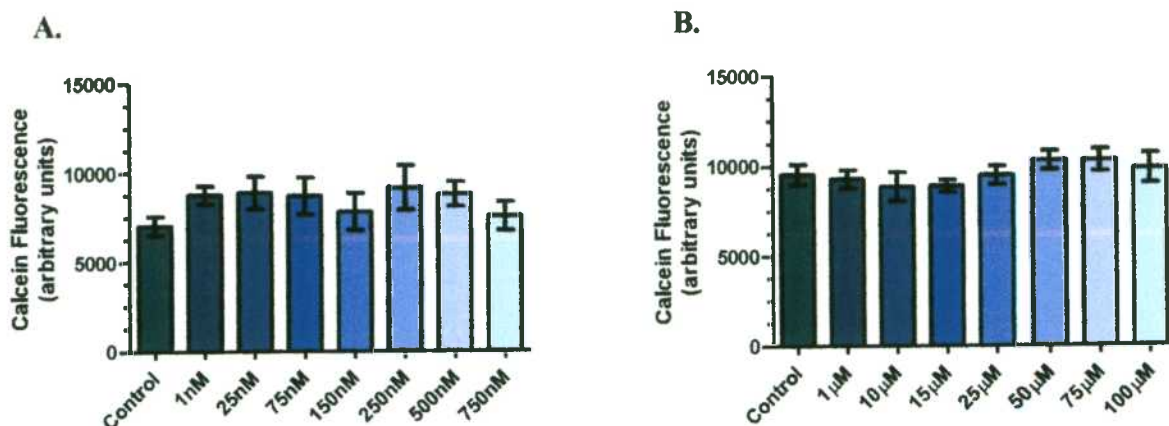 A.
15000
10000
5000
0
Calcein Fluorescence
(arbitrary units)
Control
1nM
25nM
75nM
150nM
250nM
500nM
750nM
B.
15000
10000
5000
0
Calcein Fluorescence
(arbitrary units)
Control
1μM
10μM
15μM
25μM
50μM
75μM
100μM